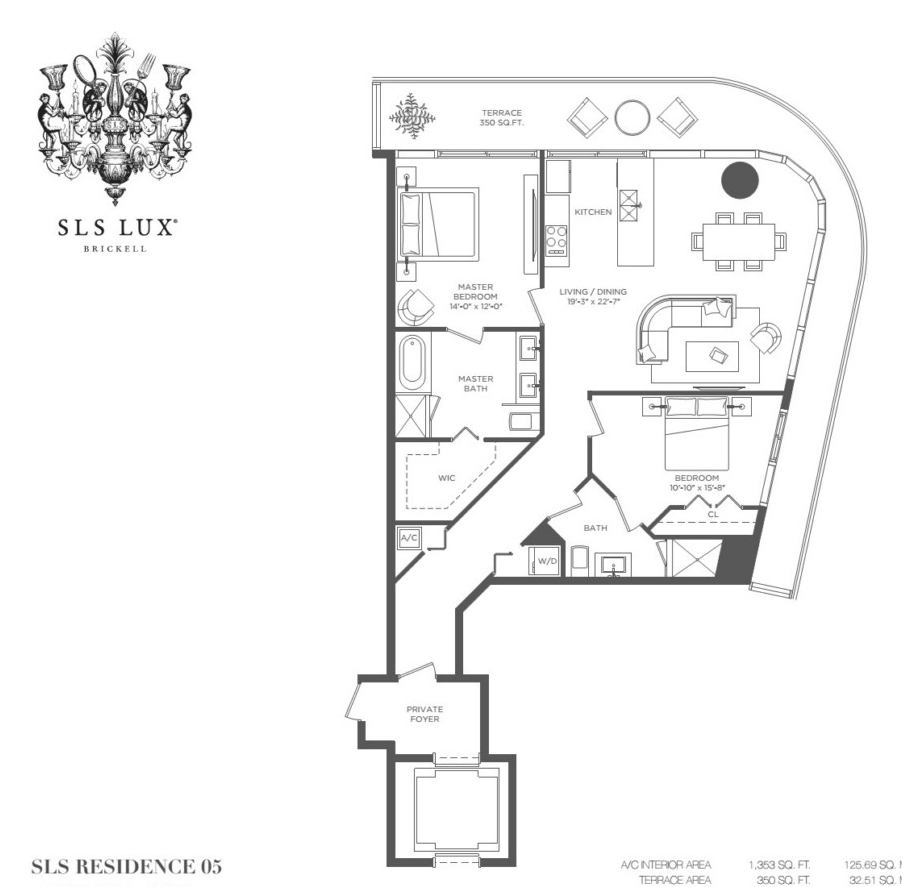 SLS LUX®
BRICKELL
TERRACE
350 SQ.FT.
KITCHEN
LIVING / DINING
19'-3" x 22'-7"
MASTER
BEDROOM
14'-0" x 12'-0"
MASTER
BATH
WIC
BEDROOM
10'-10" x 15'-8"
CL
BATH
A/C
W/D
PRIVATE
FOYER
SLS RESIDENCE 05
A/C INTERIOR AREA 1,353 SQ. FT. 125.69 SQ.
TERRACE AREA 350 SQ. FT. 32.51 SQ.